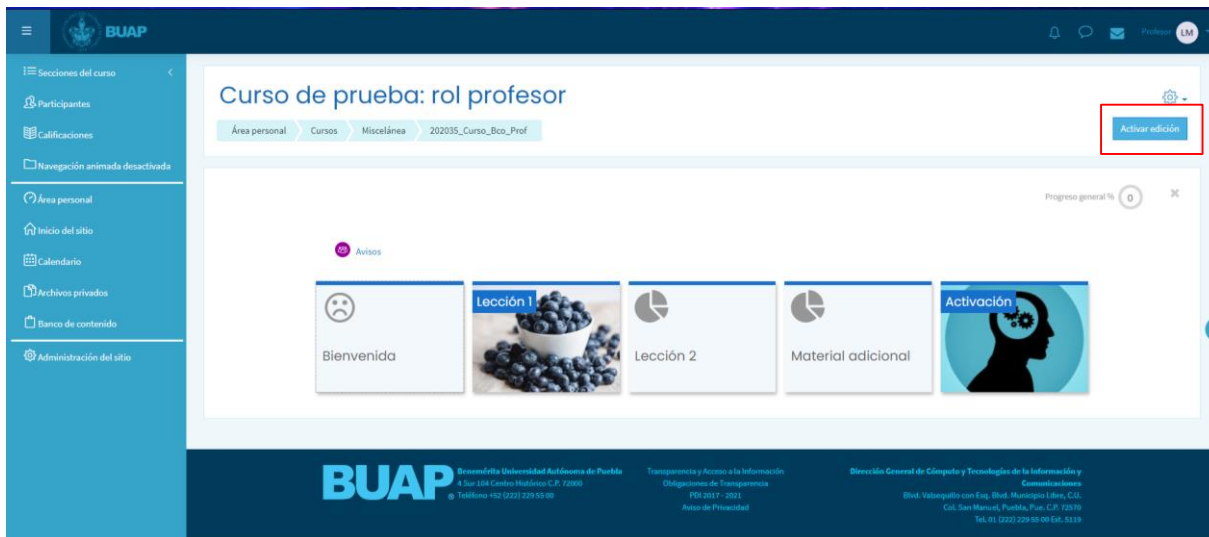 BUAP
Profesor LM
Secciones del curso
Participantes
Calificaciones
Navegación animada desactivada
Área personal
Inicio del sitio
Calendario
Archivos privados
Banco de contenido
Administración del sitio
Curso de prueba: rol profesor
Área personal Cursos Miscelánea 202035_Curso_Bco_Prof
Activar edición
Progreso general % 0
Avisos
Bienvenida
Lección 1
Lección 2
Material adicional
Activación
BUAP
Benemérita Universidad Autónoma de Puebla
4 Sur 104 Centro Histórico C.P. 72000
Teléfono +52 (222) 229 55 00
Transparencia y Acceso a la Información
Obligaciones de Transparencia
PDI 2017 - 2021
Aviso de Privacidad
Dirección General de Cómputo y Tecnologías de la Información y
Comunicaciones
Blvd. Valsequillo con Esq. Blvd. Municipio Libre, C.U.
Col. San Manuel, Puebla, Pue. C.P. 72570
Tel. 01 (222) 229 55 00 Ext. 5119